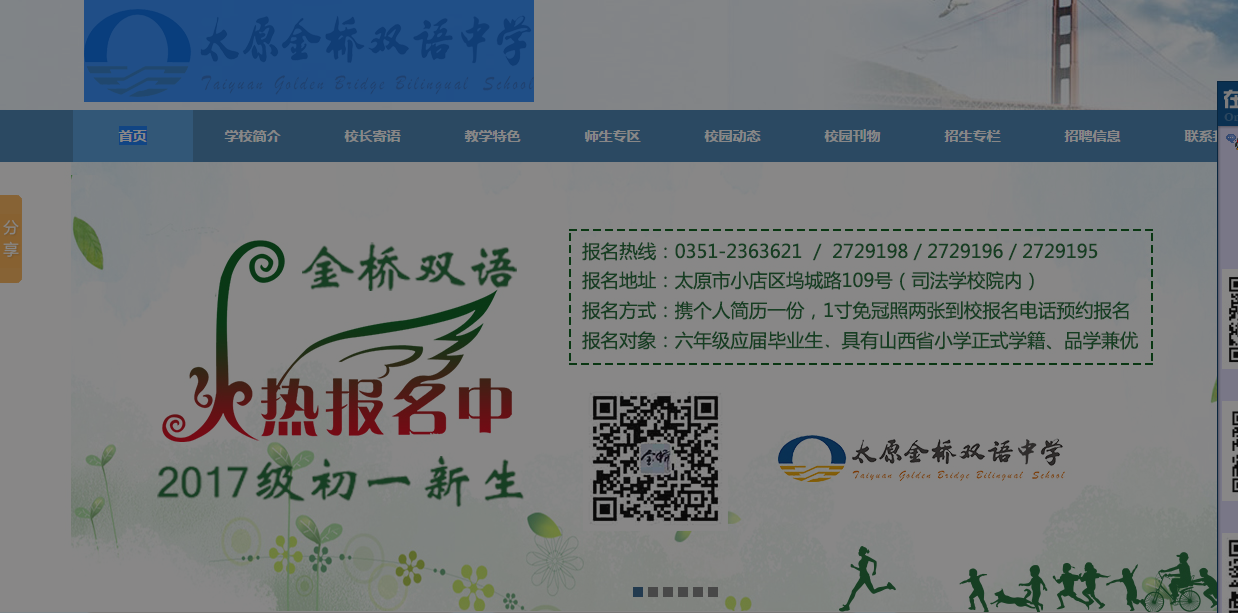 太原金桥双语中学
Taiyuan Golden Bridge Bilingual School
首页 学校简介 校长寄语 教学特色 师生专区 校园动态 校园刊物 招生专栏 招聘信息 联系
在
分享
金桥双语
火热报名中
2017级初一新生
报名热线：0351-2363621 / 2729198 / 2729196 / 2729195
报名地址：太原市小店区坞城路109号（司法学校院内）
报名方式：携个人简历一份，1寸免冠照两张到校报名电话预约报名
报名对象：六年级应届毕业生、具有山西省小学正式学籍、品学兼优
金桥
太原金桥双语中学
Taiyuan Golden Bridge Bilingual School